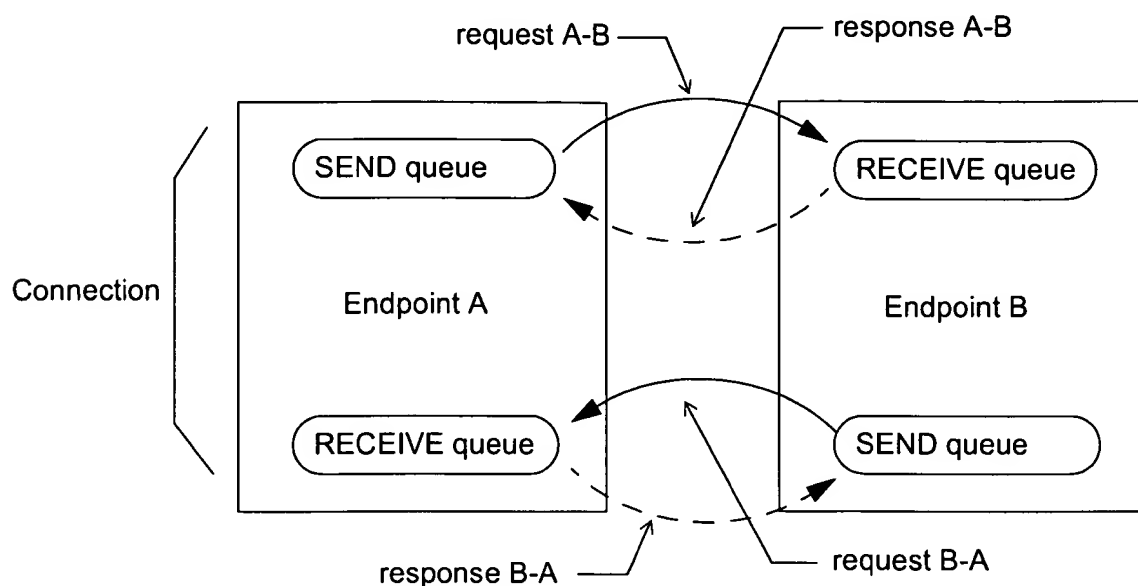 request A-B
response A-B
SEND queue
RECEIVE queue
Connection
Endpoint A
Endpoint B
RECEIVE queue
SEND queue
response B-A
request B-A